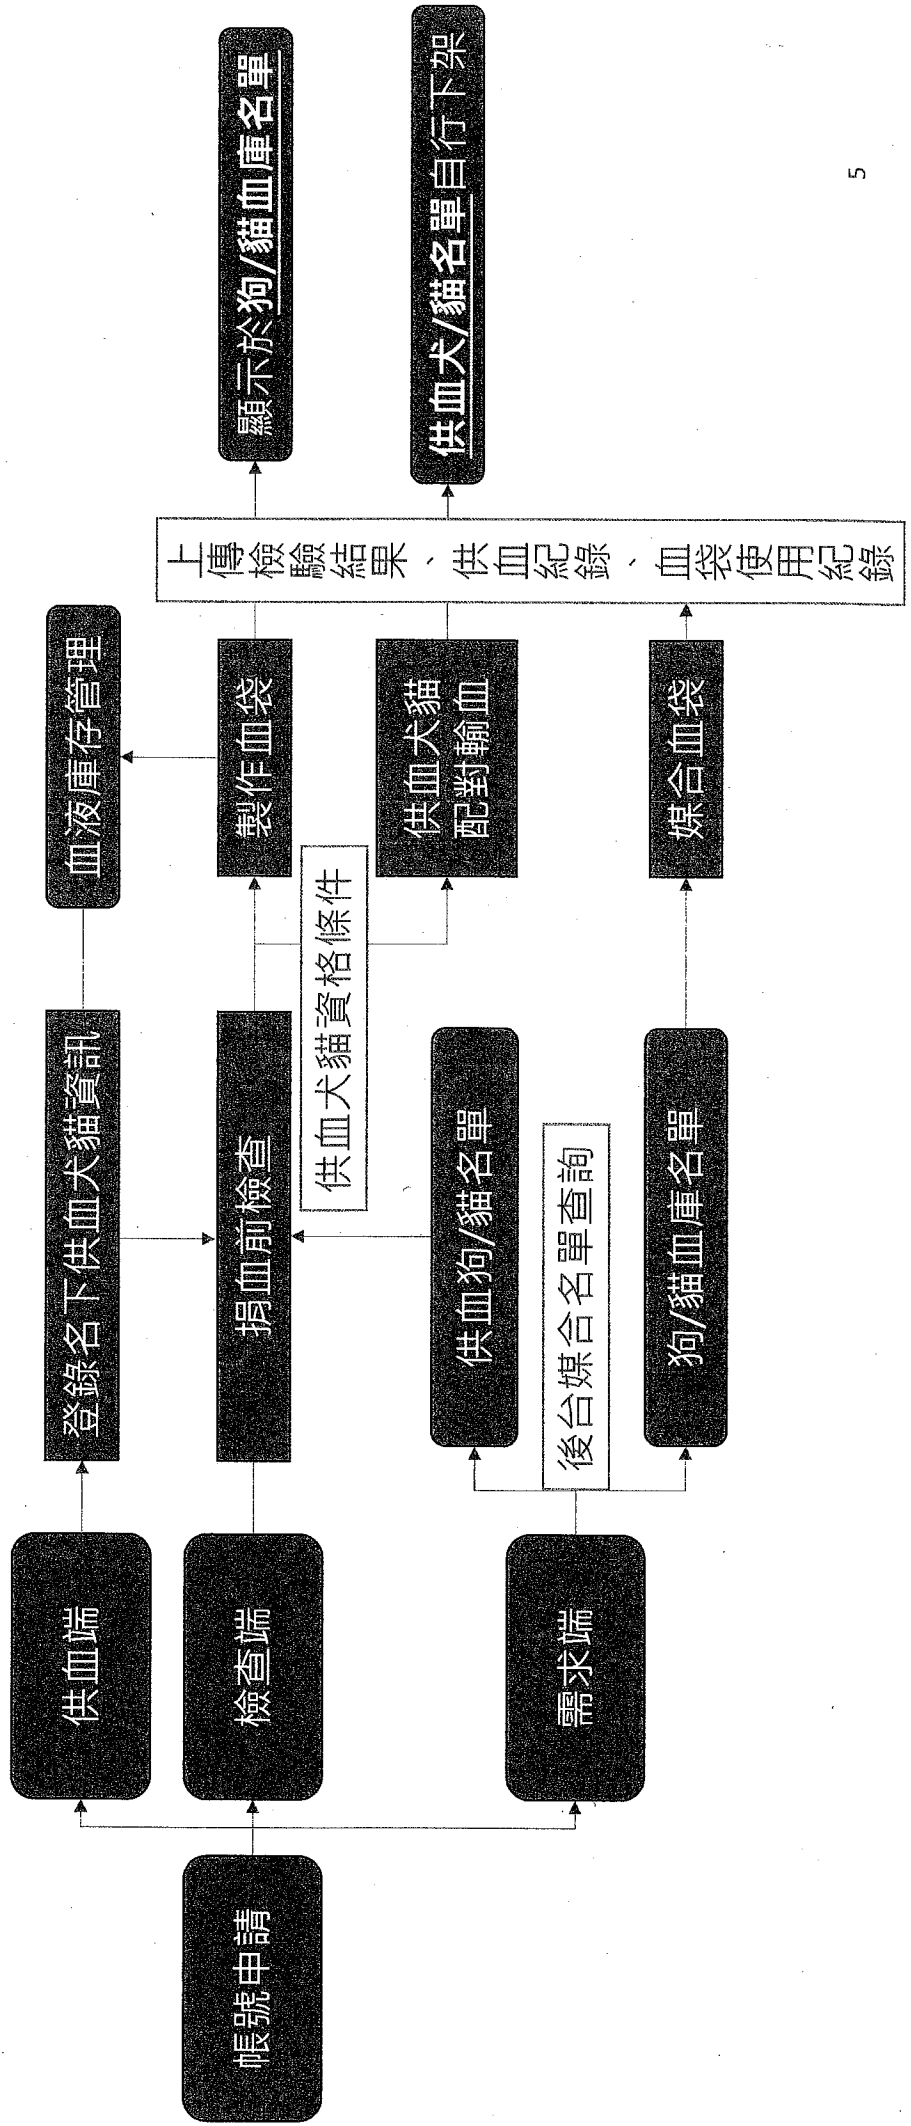 帳號申請
供血端
檢查端
需求端
登錄名下供血犬貓資訊
捐血前檢查
供血狗/貓名單
後台媒合名單查詢
狗/貓血庫名單
供血犬貓資格條件
血液庫存管理
製作血袋
供血犬貓
配對輸血
媒合血袋
上傳檢驗結果、供血紀錄、血袋使用紀錄
顯示於狗/貓血庫名單
供血犬/貓名單自行下架
5